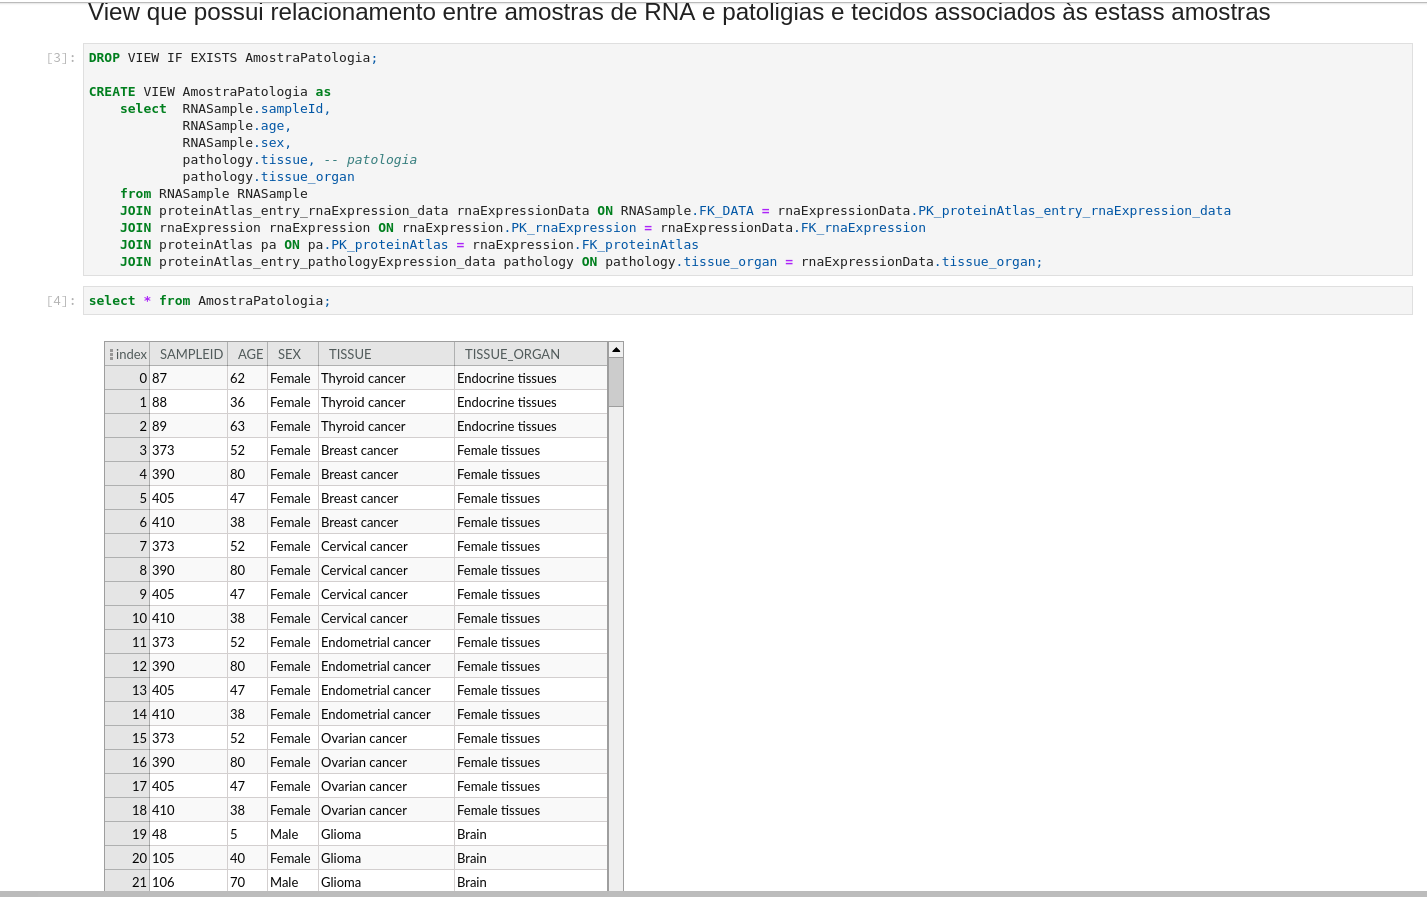 View que possui relacionamento entre amostras de RNA e patoligias e tecidos associados às estass amostras
[3]: DROP VIEW IF EXISTS AmostraPatologia;
CREATE VIEW AmostraPatologia as
select  RNASample.sampleId,
RNASample.age,
RNASample.sex,
pathology.tissue, -- patologia
pathology.tissue_organ
from RNASample RNASample
JOIN proteinAtlas_entry_rnaExpression_data rnaExpressionData ON RNASample.FK_DATA = rnaExpressionData.PK_proteinAtlas_entry_rnaExpression_data
JOIN rnaExpression rnaExpression ON rnaExpression.PK_rnaExpression = rnaExpressionData.FK_rnaExpression
JOIN proteinAtlas pa ON pa.PK_proteinAtlas = rnaExpression.FK_proteinAtlas
JOIN proteinAtlas_entry_pathologyExpression_data pathology ON pathology.tissue_organ = rnaExpressionData.tissue_organ;
[4]: select * from AmostraPatologia;
index SAMPLEID AGE SEX TISSUE TISSUE_ORGAN
0 87 62 Female Thyroid cancer Endocrine tissues
1 88 36 Female Thyroid cancer Endocrine tissues
2 89 63 Female Thyroid cancer Endocrine tissues
3 373 52 Female Breast cancer Female tissues
4 390 80 Female Breast cancer Female tissues
5 405 47 Female Breast cancer Female tissues
6 410 38 Female Breast cancer Female tissues
7 373 52 Female Cervical cancer Female tissues
8 390 80 Female Cervical cancer Female tissues
9 405 47 Female Cervical cancer Female tissues
10 410 38 Female Cervical cancer Female tissues
11 373 52 Female Endometrial cancer Female tissues
12 390 80 Female Endometrial cancer Female tissues
13 405 47 Female Endometrial cancer Female tissues
14 410 38 Female Endometrial cancer Female tissues
15 373 52 Female Ovarian cancer Female tissues
16 390 80 Female Ovarian cancer Female tissues
17 405 47 Female Ovarian cancer Female tissues
18 410 38 Female Ovarian cancer Female tissues
19 48 5 Male Glioma Brain
20 105 40 Female Glioma Brain
21 106 70 Male Glioma Brain